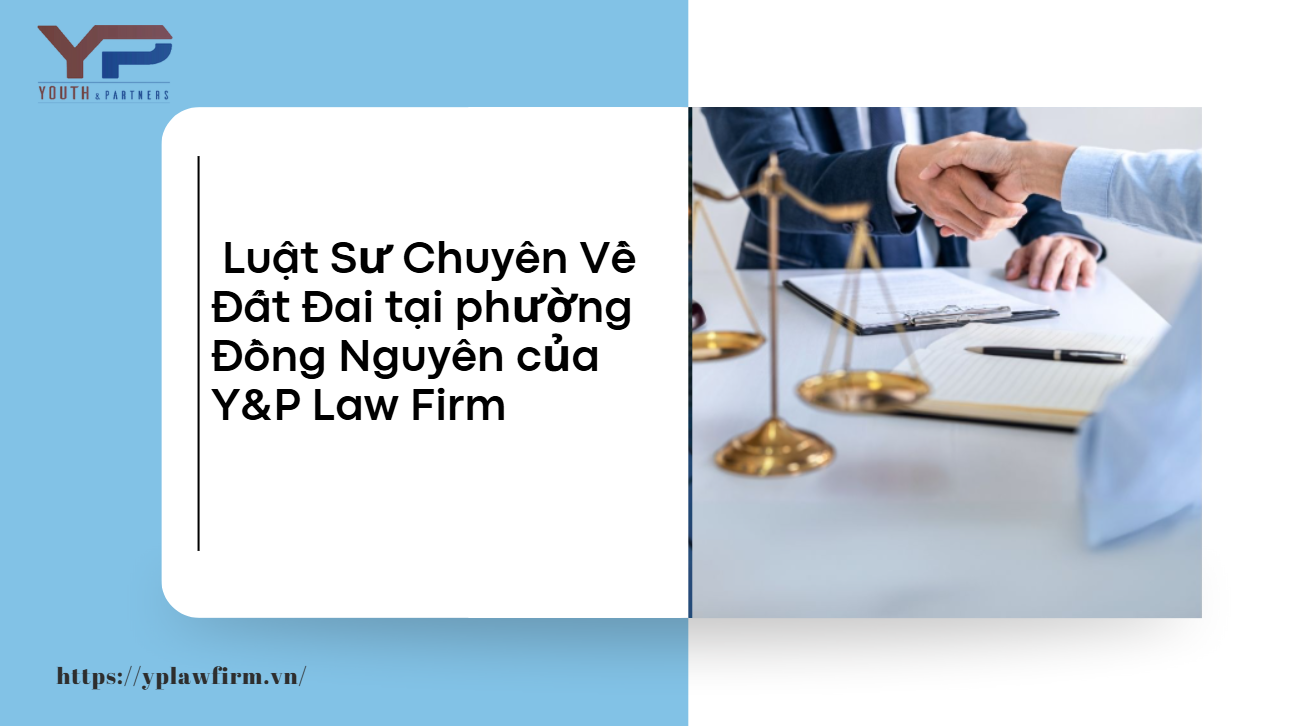 YP
YOUTH & PARTNERS
Luật Sư Chuyên Về
Đất Đai tại phường
Đồng Nguyên của
Y&P Law Firm
https://yplawfirm.vn/